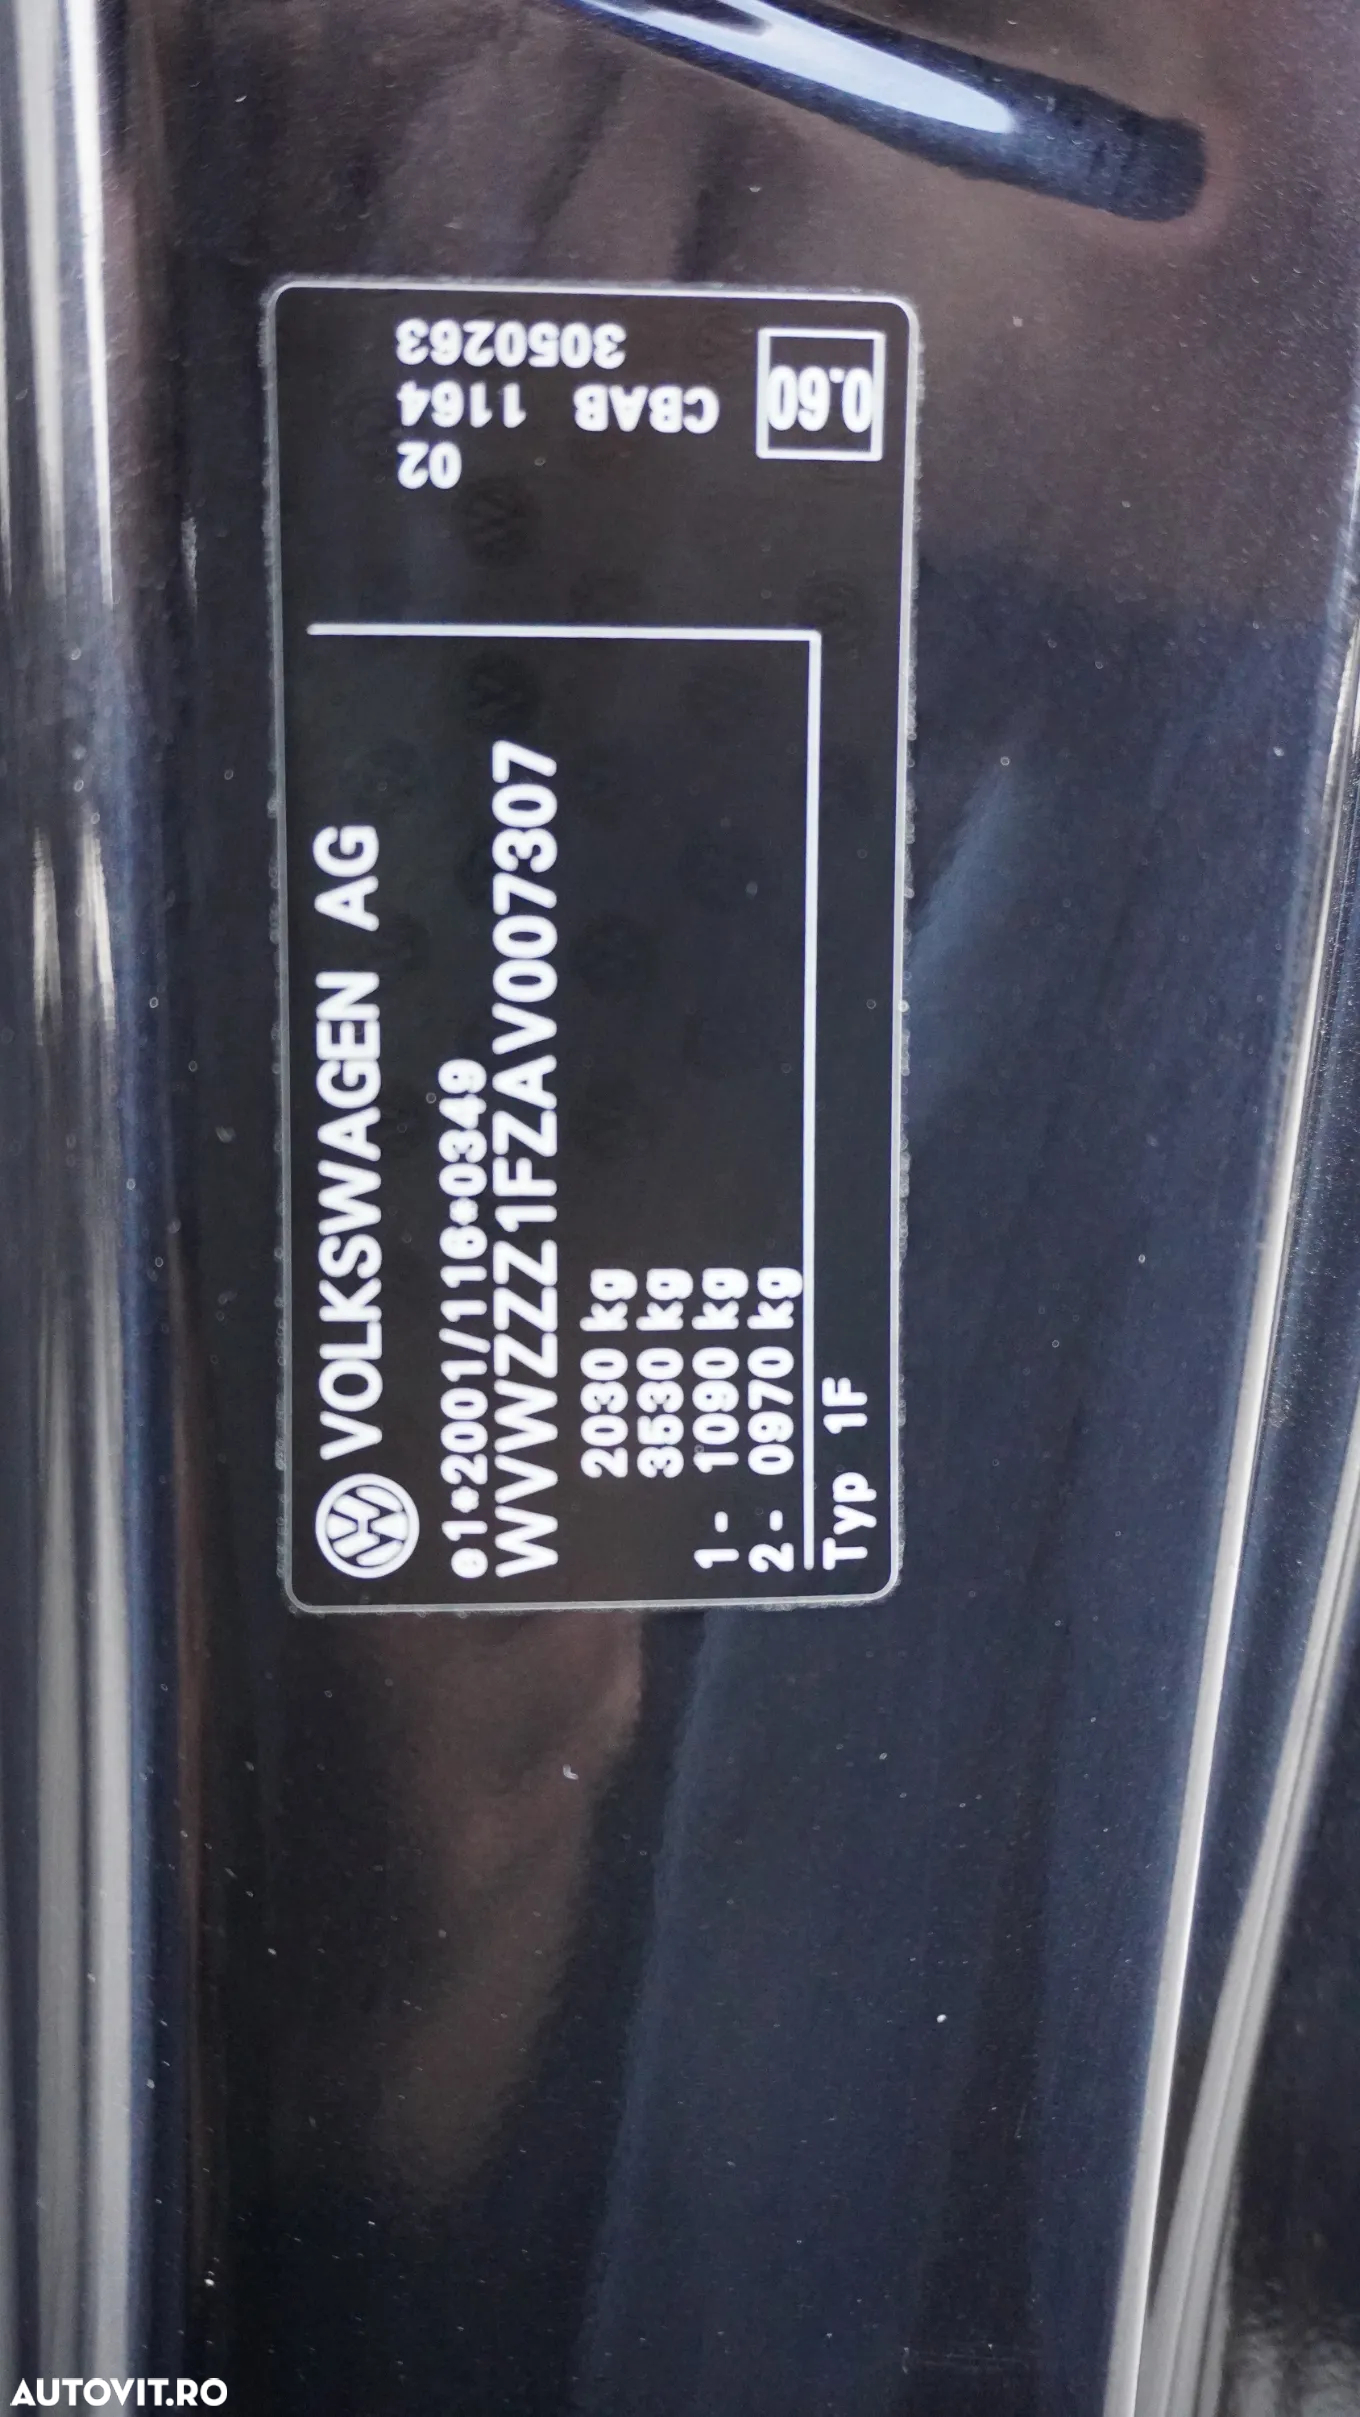 VOLKSWAGEN AG
e1*2001/116*0349
WVWZZZ1FZAV007307
2030 kg
3530 kg
1- 1090 kg
2- 0970 kg
Typ 1F
3050263
CBAB 1164
02
0.60
AUTOVIT.RO